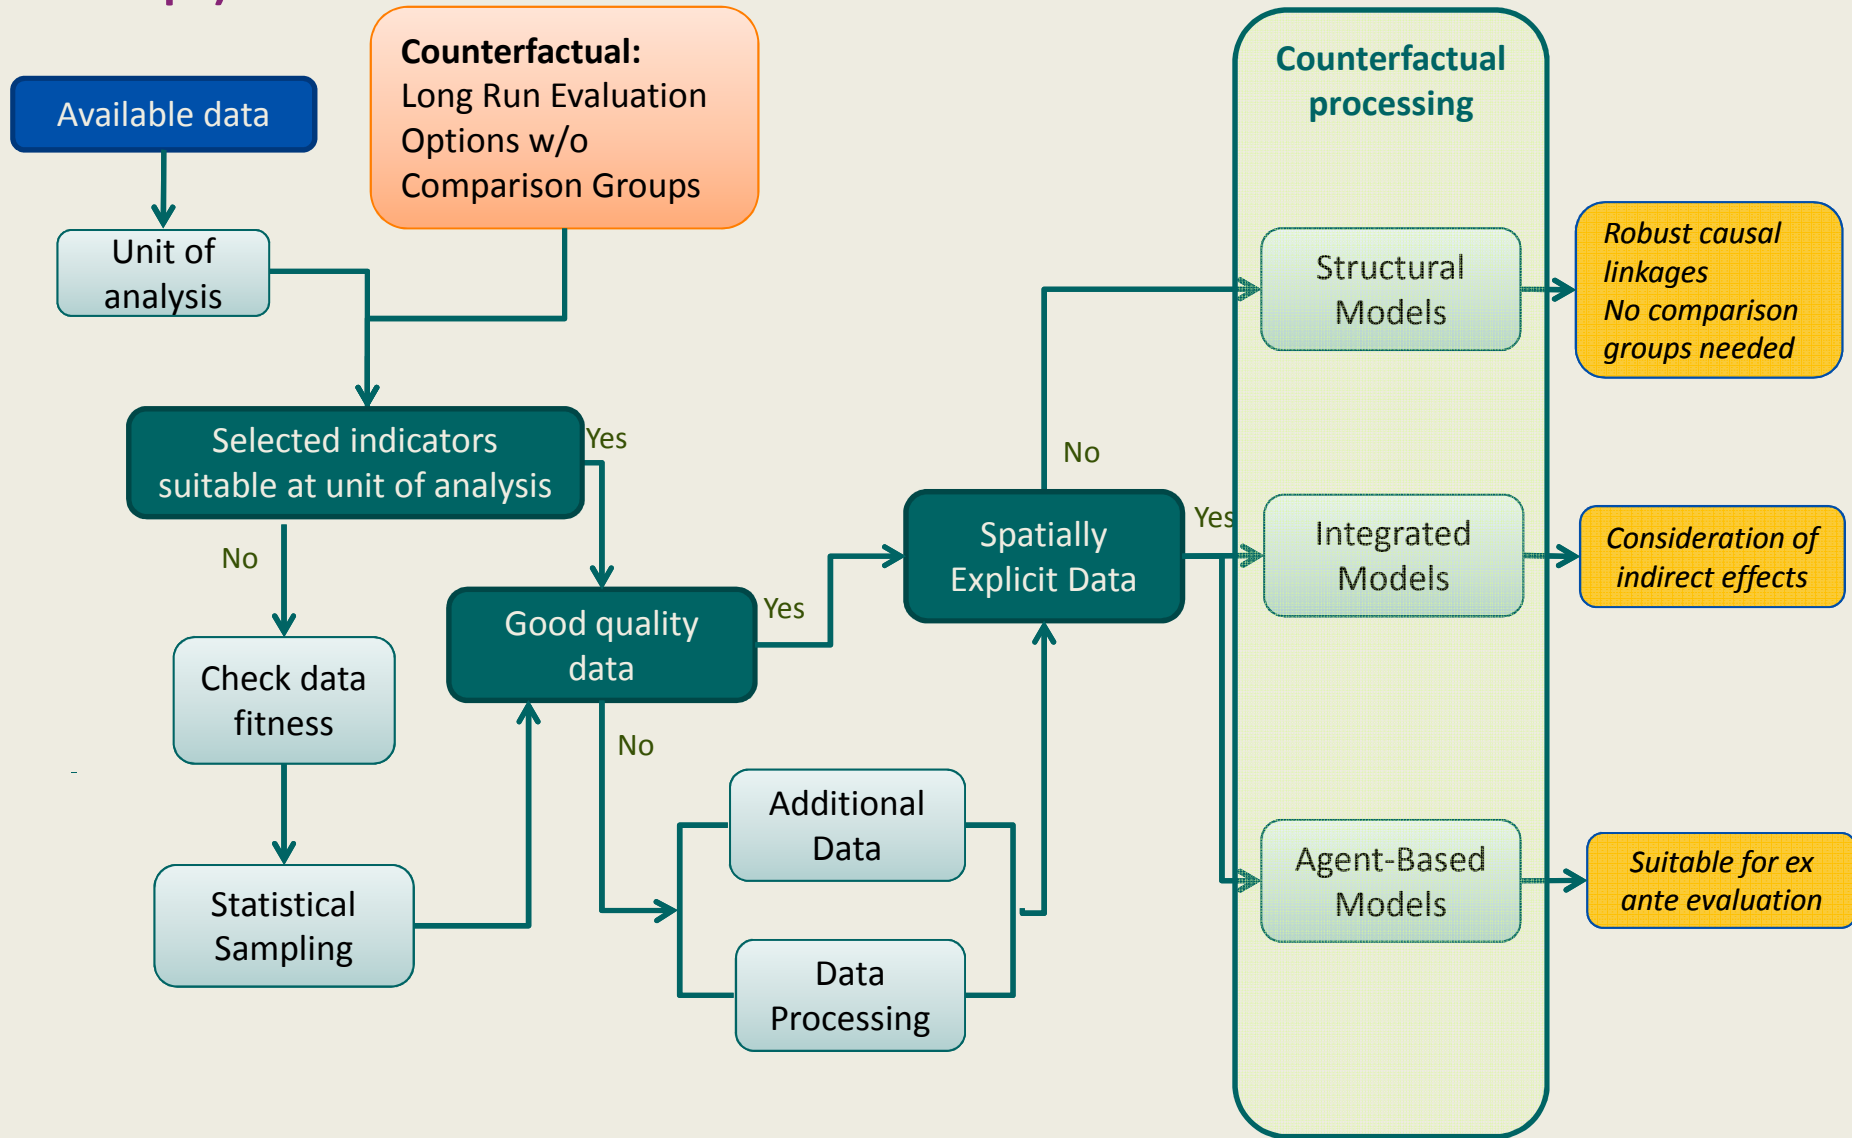 Available data
Counterfactual:
Long Run Evaluation
Options w/o
Comparison Groups
Unit of
analysis
Selected indicators
suitable at unit of analysis
Yes
No
Check data
fitness
Statistical
Sampling
Good quality
data
Yes
No
Additional
Data
Data
Processing
Spatially
Explicit Data
No
Yes
Counterfactual
processing
Structural
Models
Integrated
Models
Agent-Based
Models
Robust causal
linkages
No comparison
groups needed
Consideration of
indirect effects
Suitable for ex
ante evaluation